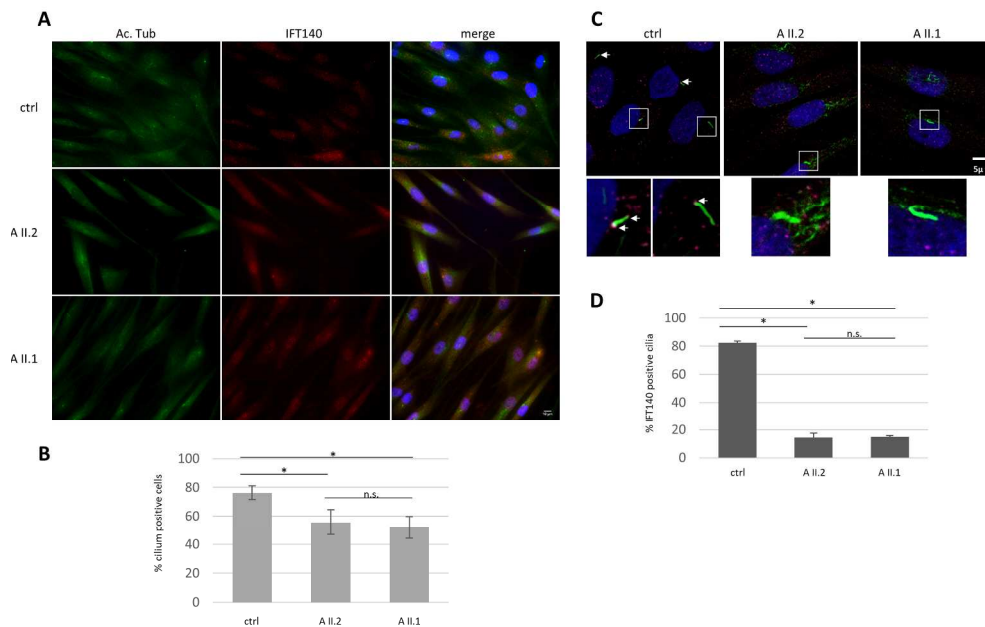 A
Ac. Tub
IFT140
merge
ctrl
A II.2
A II.1
B
% cilium positive cells
100
80
60
40
20
0
*
*
n.s.
ctrl
A II.2
A II.1
C
ctrl
A II.2
A II.1
5μ
D
% IFT140 positive cilia
100
80
60
40
20
0
*
*
n.s.
ctrl
A II.2
A II.1